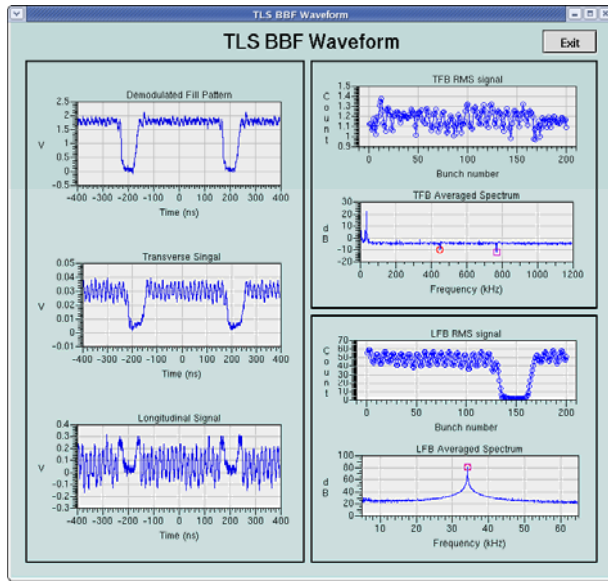 TLS BBF Waveform
TLS BBF Waveform
Exit
Demodulated Fill Pattern
V
2.5
2
1.5
1
0.5
0
-0.5
-400 -300 -200 -100 0 100 200 300 400
Time (ns)
Transverse Singal
V
0.05
0.04
0.03
0.02
0.01
0
-0.01
-400 -300 -200 -100 0 100 200 300 400
Time (ns)
Longitudinal Signal
V
0.4
0.3
0.2
0.1
0
-0.1
-0.2
-0.3
-400 -300 -200 -100 0 100 200 300 400
Time (ns)
TFB RMS signal
Count
1.5
1.4
1.3
1.2
1.1
1
0.9
0 50 100 150 200
Bunch number
TFB Averaged Spectrum
dB
30
20
10
0
-10
-20
0 200 400 600 800 1000 1200
Frequency (kHz)
LFB RMS signal
Count
70
60
50
40
30
20
10
0
0 50 100 150 200
Bunch number
LFB Averaged Spectrum
dB
100
80
60
40
20
0
10 20 30 40 50 60
Frequency (kHz)